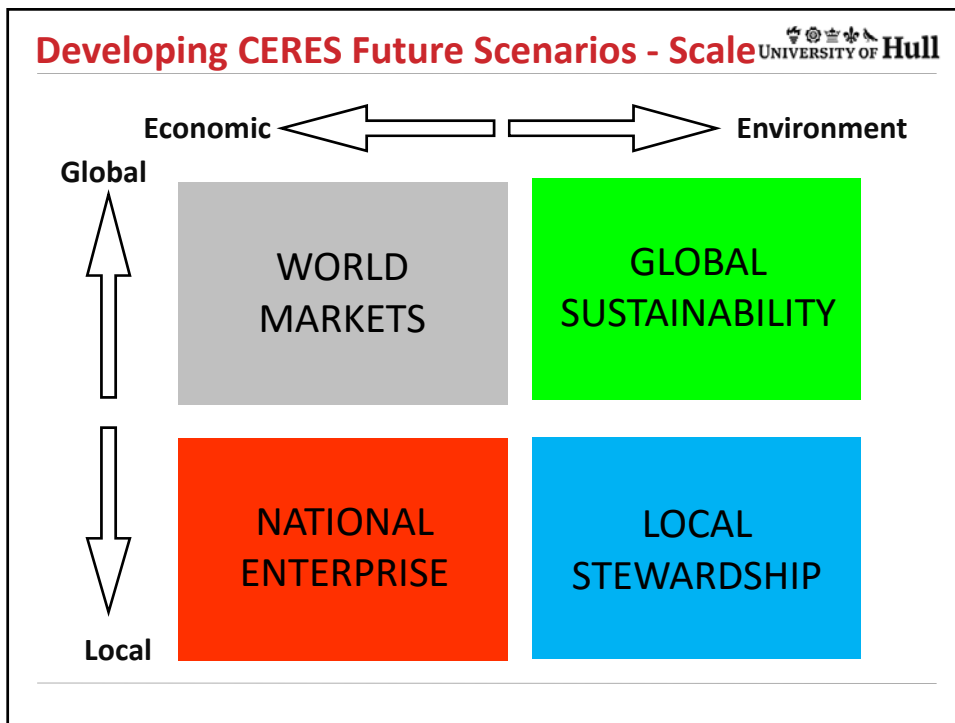 Developing CERES Future Scenarios - Scale
UNIVERSITY OF Hull
Economic
Environment
Global
WORLD
MARKETS
GLOBAL
SUSTAINABILITY
NATIONAL
ENTERPRISE
LOCAL
STEWARDSHIP
Local